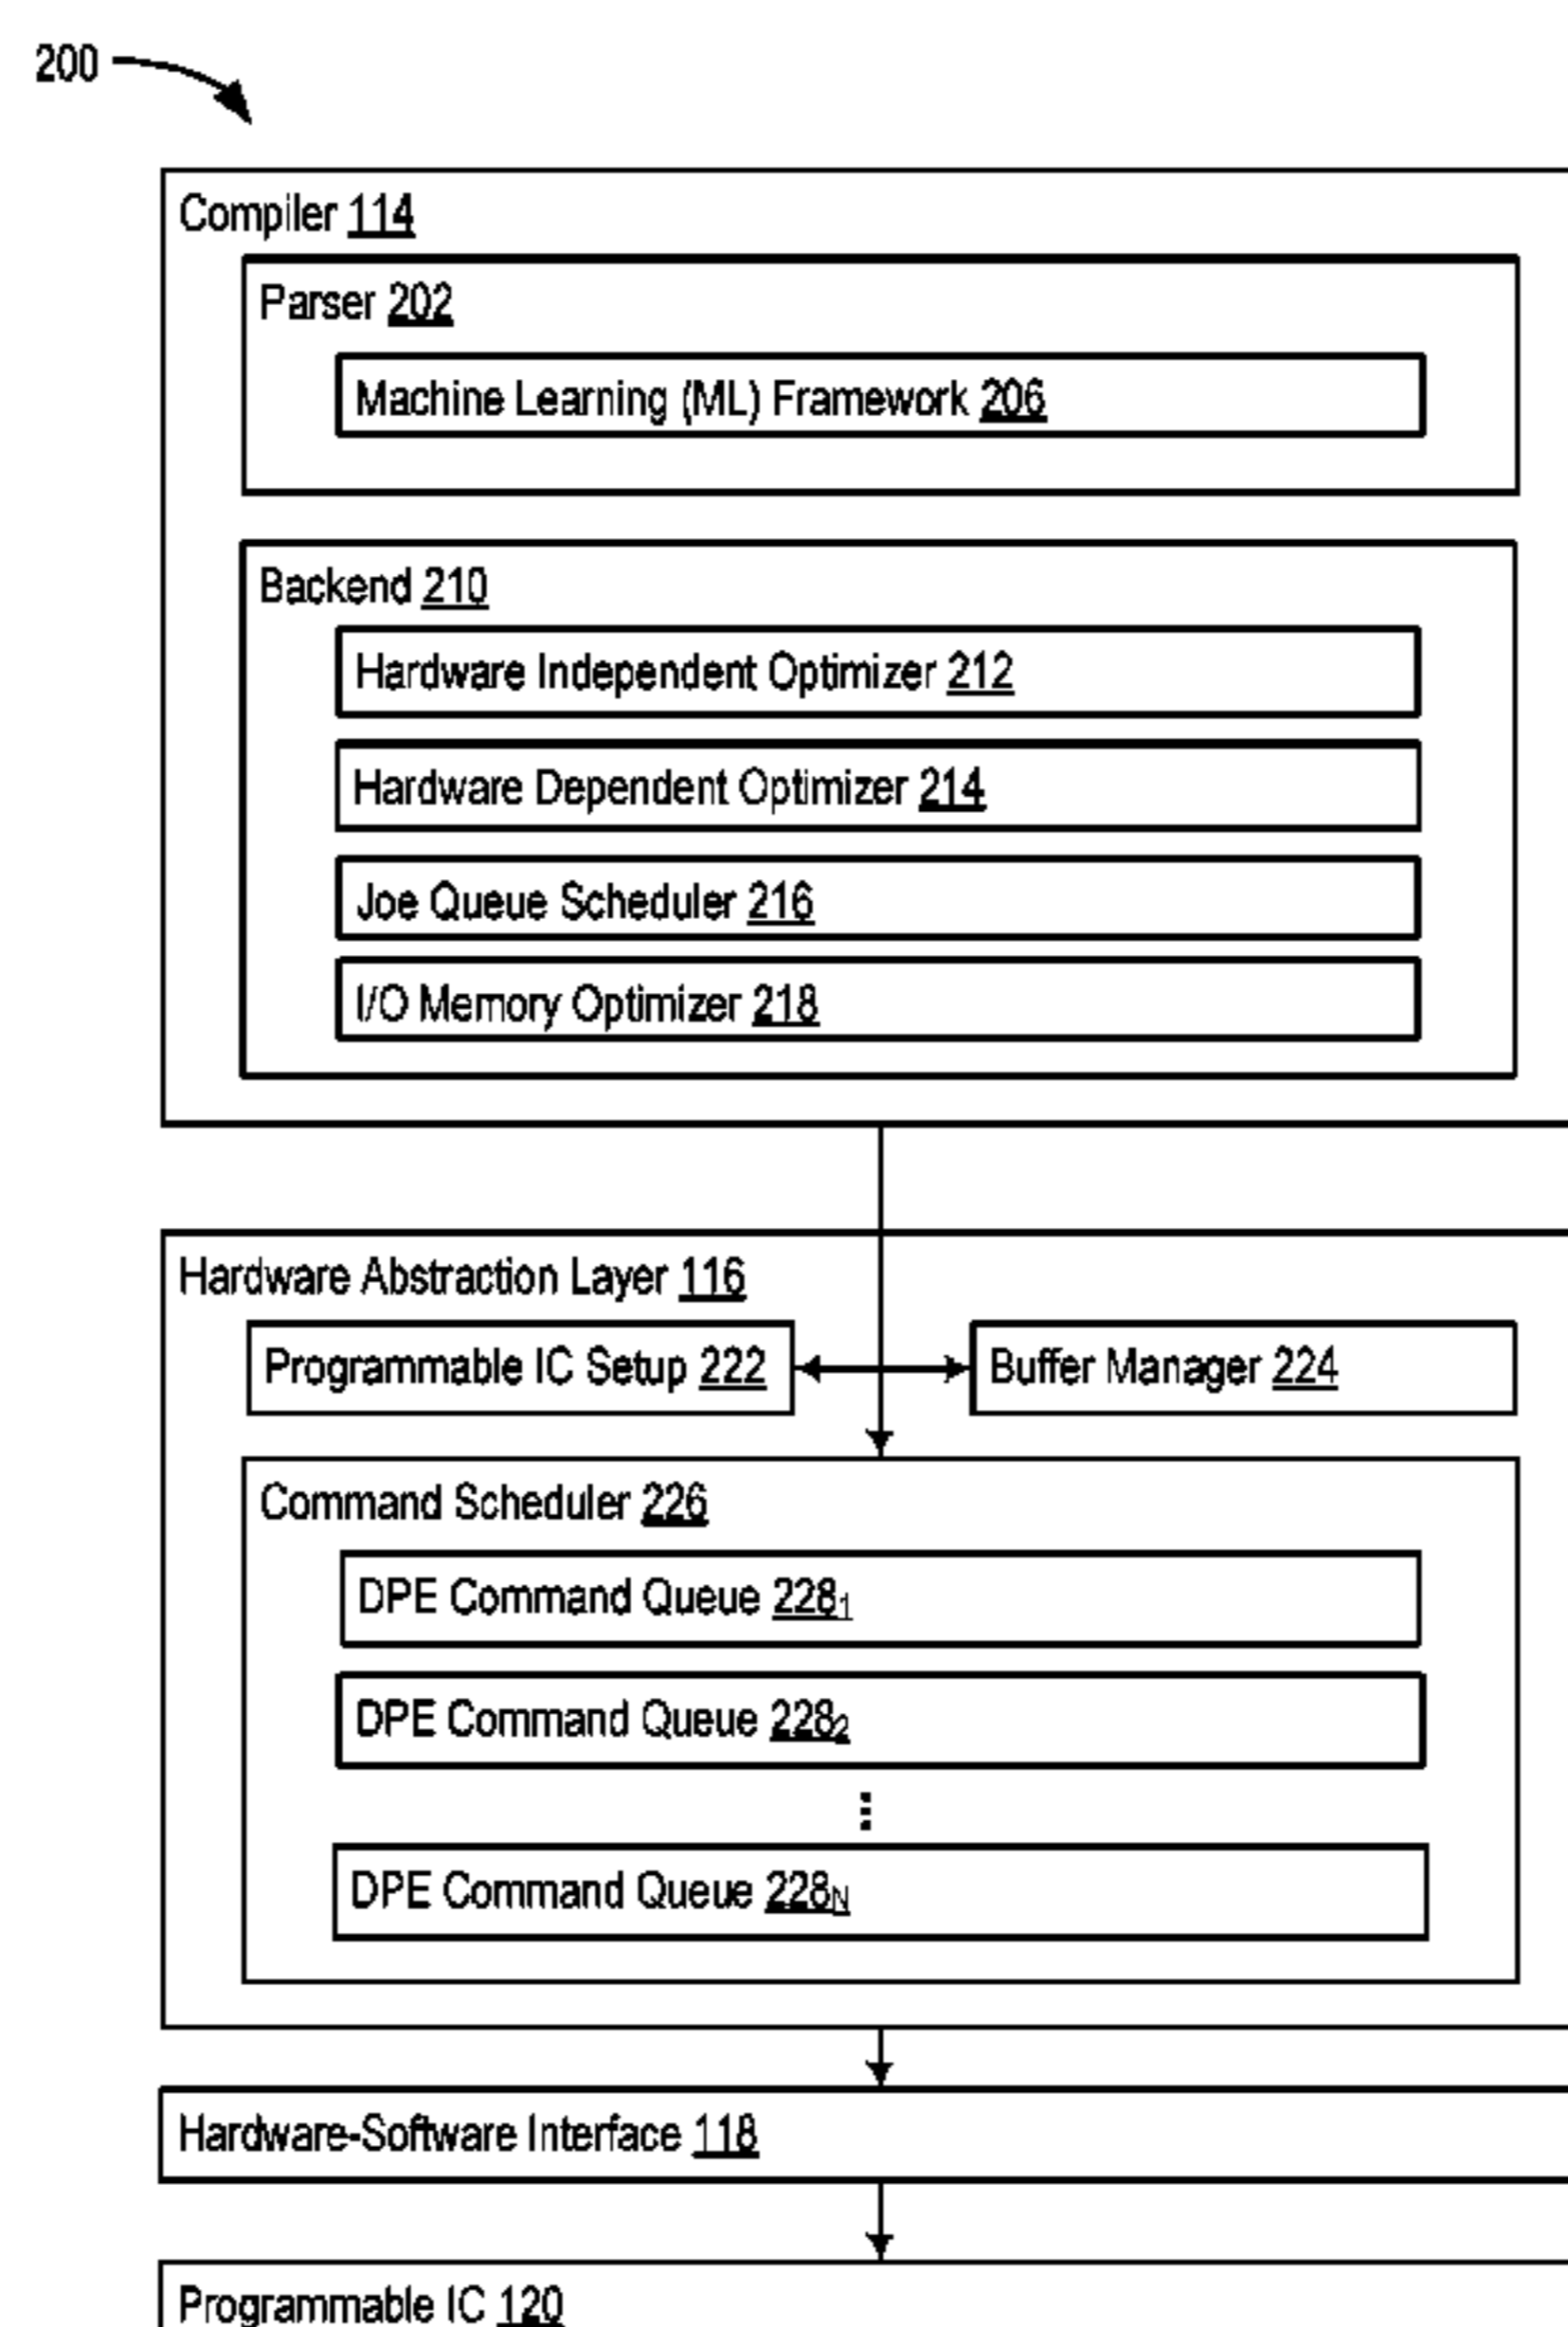 200
Compiler 114
Parser 202
Machine Learning (ML) Framework 206
Backend 210
Hardware Independent Optimizer 212
Hardware Dependent Optimizer 214
Joe Queue Scheduler 216
I/O Memory Optimizer 218
Hardware Abstraction Layer 116
Programmable IC Setup 222
Buffer Manager 224
Command Scheduler 226
DPE Command Queue 228₁
DPE Command Queue 228₂
DPE Command Queue 228N
Hardware-Software Interface 118
Programmable IC 120